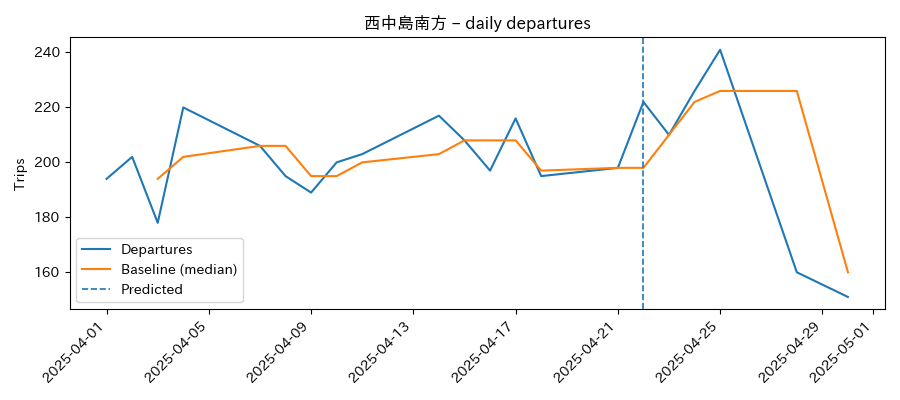 西中島南方 – daily departures
Trips
240
220
200
180
160
Departures
Baseline (median)
Predicted
2025-04-01
2025-04-05
2025-04-09
2025-04-13
2025-04-17
2025-04-21
2025-04-25
2025-04-29
2025-05-01